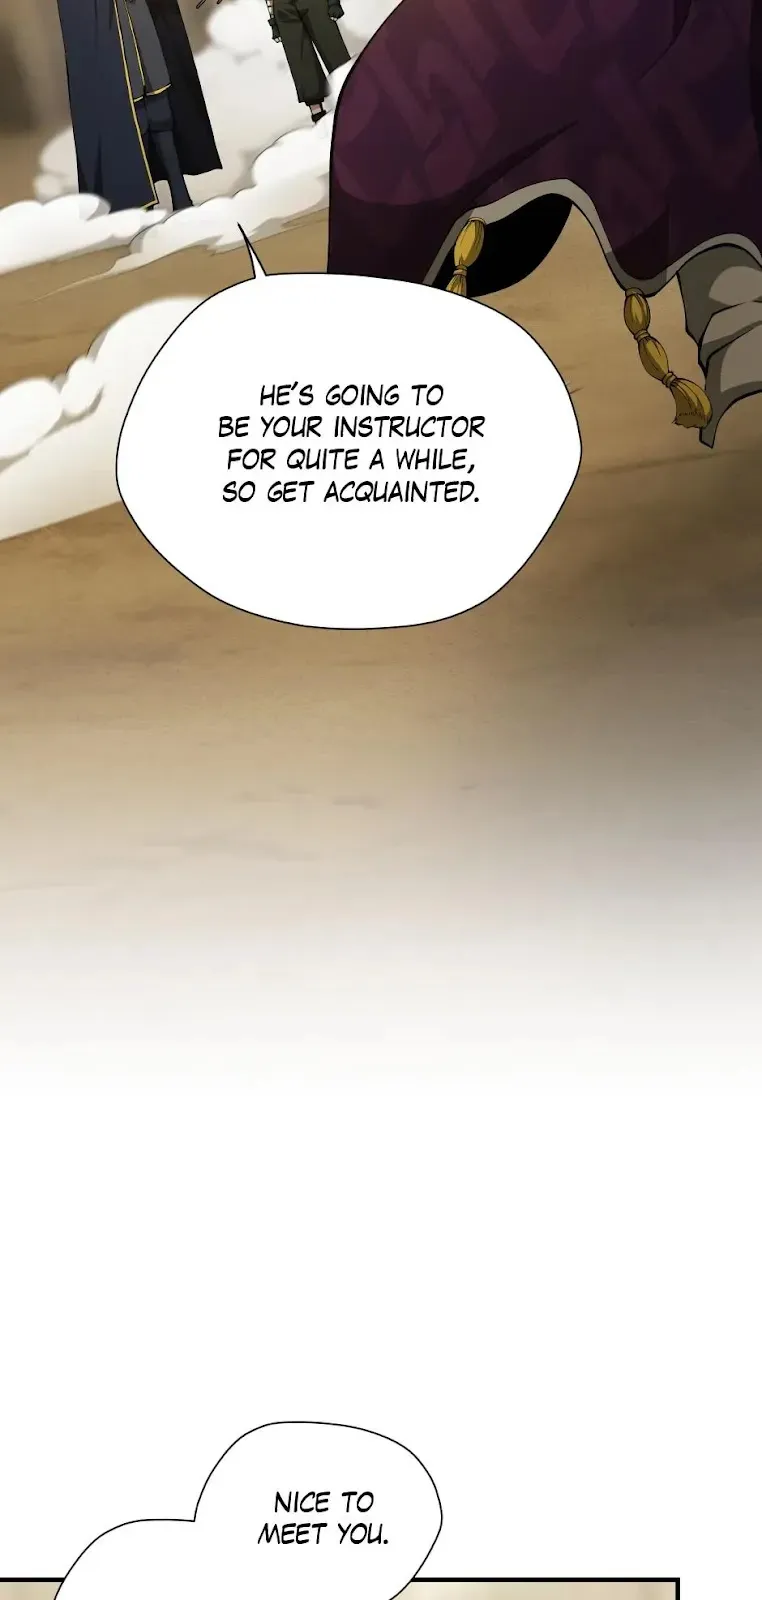 HE'S GOING TO
BE YOUR INSTRUCTOR
FOR QUITE A WHILE,
SO GET ACQUAINTED.
NICE TO
MEET YOU.